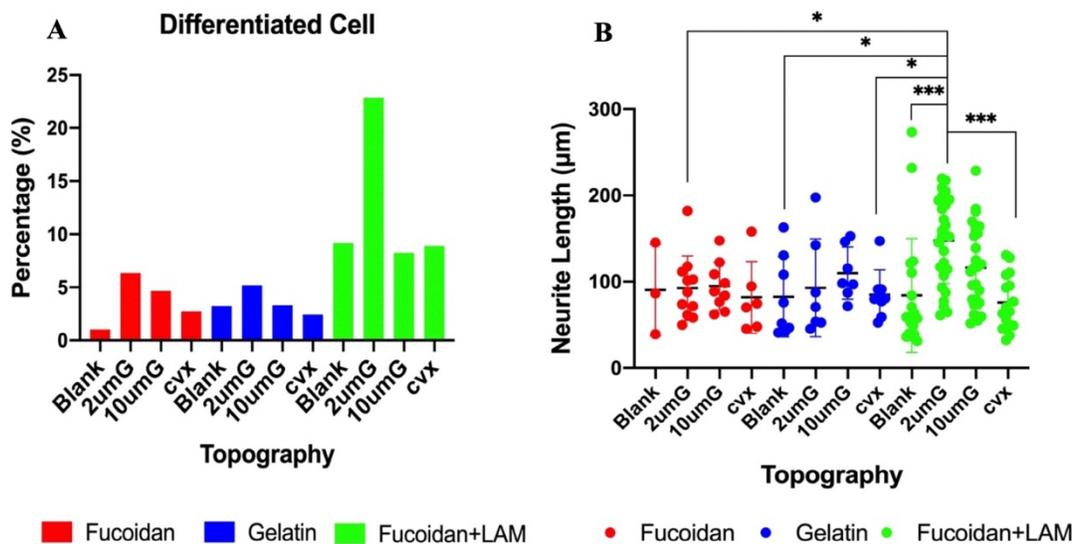 A
Differentiated Cell
Percentage (%)
25
20
15
10
5
0
Blank
2umG
10umG
cvx
Blank
2umG
10umG
cvx
Blank
2umG
10umG
cvx
Topography
Fucoidan
Gelatin
Fucoidan+LAM
B
*
*
*
***
***
Neurite Length (µm)
300
200
100
0
Blank
2umG
10umG
cvx
Blank
2umG
10umG
cvx
Blank
2umG
10umG
cvx
Topography
Fucoidan
Gelatin
Fucoidan+LAM